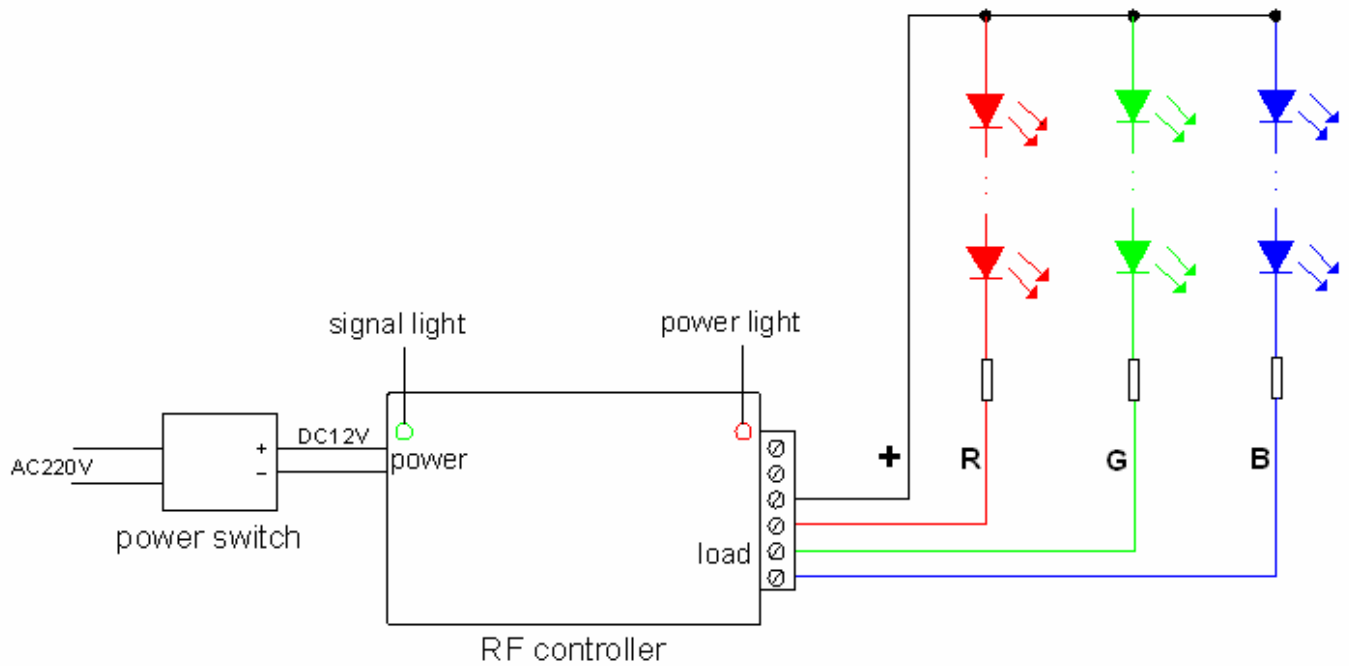 signal light
power light
AC220V
+
−
DC12V
power
power switch
load
RF controller
+
R
G
B